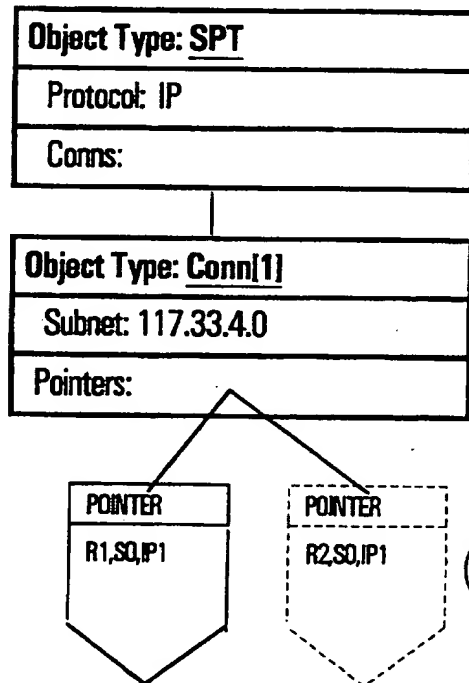 Object Type: SPT
Protocol: IP
Conns:
Object Type: Conn[1]
Subnet: 117.33.4.0
Pointers:
POINTER
R1,S0,IP1
POINTER
R2,S0,IP1